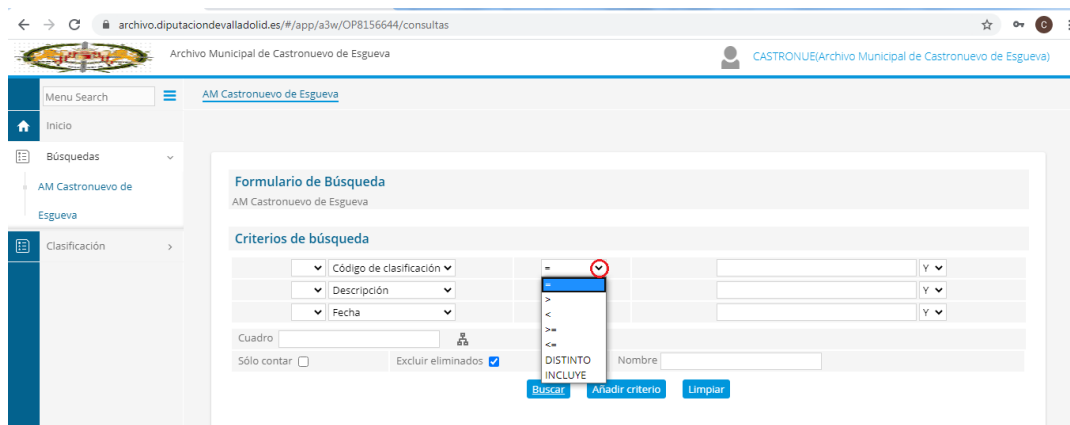 archivo.diputaciondevalladolid.es/#/app/a3w/OP8156644/consultas
C
Archivo Municipal de Castronuevo de Esgueva
CASTRONUE(Archivo Municipal de Castronuevo de Esgueva)
Menu Search
AM Castronuevo de Esgueva
Inicio
Búsquedas
AM Castronuevo de
Esgueva
Clasificación
Formulario de Búsqueda
AM Castronuevo de Esgueva
Criterios de búsqueda
Código de clasificación = Y
Descripción Y
Fecha Y
=
>
<
>=
<=
DISTINTO
INCLUYE
Cuadro
Sólo contar Excluir eliminados Nombre
Buscar Añadir criterio Limpiar